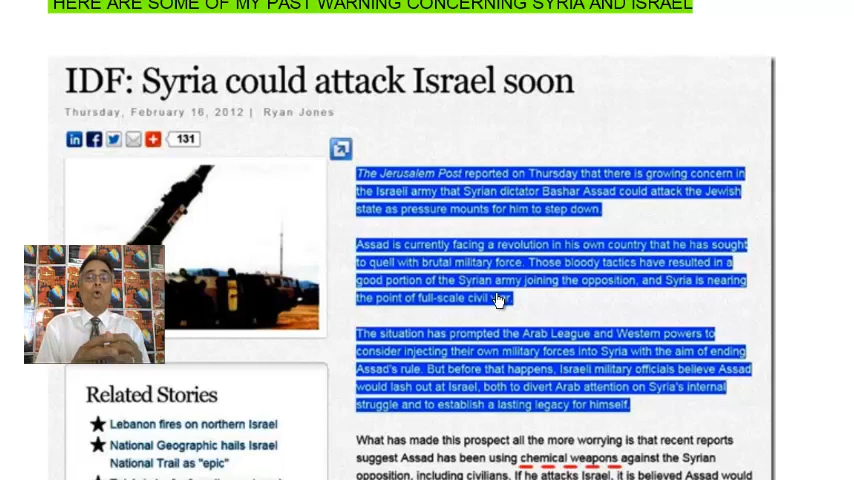 HERE ARE SOME OF MY PAST WARNING CONCERNING SYRIA AND ISRAEL
IDF: Syria could attack Israel soon
Thursday, February 16, 2012 | Ryan Jones
131
The Jerusalem Post reported on Thursday that there is growing concern in
the Israeli army that Syrian dictator Bashar Assad could attack the Jewish
state as pressure mounts for him to step down.
Assad is currently facing a revolution in his own country that he has sought
to quell with brutal military force. Those bloody tactics have resulted in a
good portion of the Syrian army joining the opposition, and Syria is nearing
the point of full-scale civil war.
The situation has prompted the Arab League and Western powers to
consider injecting their own military forces into Syria with the aim of ending
Assad's rule. But before that happens, Israeli military officials believe Assad
would lash out at Israel, both to divert Arab attention on Syria's internal
struggle and to establish a lasting legacy for himself.
What has made this prospect all the more worrying is that recent reports
suggest Assad has been using chemical weapons against the Syrian
opposition, including civilians. If he attacks Israel, it is believed Assad would
Related Stories
Lebanon fires on northern Israel
National Geographic hails Israel
National Trail as "epic"